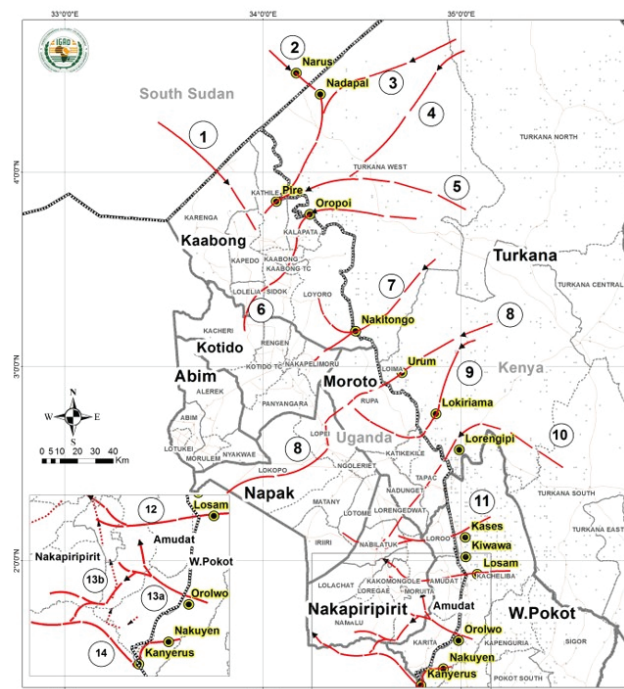 33°0'0"E
34°0'0"E
35°0'0"E
IGAD
2
Narus
3
Nadapal
South Sudan
4
1
TURKANA NORTH
TURKANA WEST
4°0'0"N
5
KATHILE
Pire
Oropoi
KARENGA
Kaabong
KALAPATA
Turkana
KAPEDO
KAABONG
KAABONG TC
7
TURKANA CENTRAL
LOLELIA
SIDOK
LOYORO
6
8
KACHERI
Nakitongo
RENGEN
Kotido
3°0'0"N
KOTIDO TC
NAKAPELIMORU
Urum
LOIMA
Kenya
9
Abim
Moroto
ALEREK
PANYANGARA
RUPA
N
W
E
S
Lokiriama
ABIM
LOPEI
10
8
Uganda
Lorengipi
LOTUKEI
NYAKWAE
MORULEM
KATIKEKILE
0 5 10 20 30 40
Km
LOKOPO
NGOLERIET
TAPAC
TURKANA SOUTH
Napak
NADUNGET
11
12
Losam
MATANY
LOTOME
LORENGEDWAT
TURKANA EAST
Kases
Amudat
IRIIRI
NABILATUK
LOROO
2°0'0"N
Kiwawa
Nakapiripirit
W.Pokot
Losam
13b
LOLACHAT
KAKOMONGOLE
AMUDAT
KACHELIBA
LOREGAE
MORUITA
13a
Orolwo
Nakapiripirit
Amudat
W.Pokot
NAMALU
Orolwo
Nakuyen
KARITA
KAPENGURIA
SIGOR
14
Kanyerus
Nakuyen
POKOT SOUTH
Kanyerus